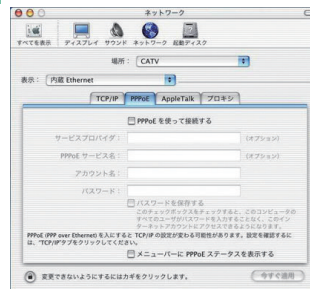 ネットワーク
すべてを表示 ディスプレイ サウンド ネットワーク 起動ディスク
場所： CATV
表示： 内蔵 Ethernet
TCP/IP PPPoE AppleTalk プロキシ
PPPoE を使って接続する
サービスプロバイダ： （オプション）
PPPoE サービス名： （オプション）
アカウント名：
パスワード：
パスワードを保存する
このチェックボックスをチェックすると、このコンピュータの
すべてのユーザがパスワードを入力することなく、このイン
ターネットアカウントにアクセスできるようになります。
PPPoE (PPP over Ethernet) を入にすると TCP/IP の設定が変わる可能性があります。設定を確認するに
は、"TCP/IP"タブをクリックしてください。
メニューバーに PPPoE ステータスを表示する
変更できないようにするにはカギをクリックします。
今すぐ適用